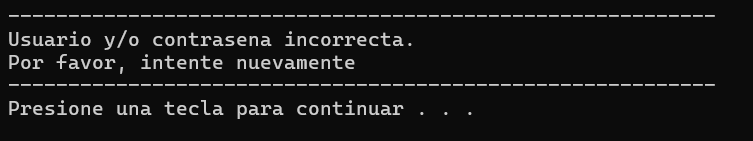 -----------------------------------------------------------
Usuario y/o contrasena incorrecta.
Por favor, intente nuevamente
-----------------------------------------------------------
Presione una tecla para continuar . . .